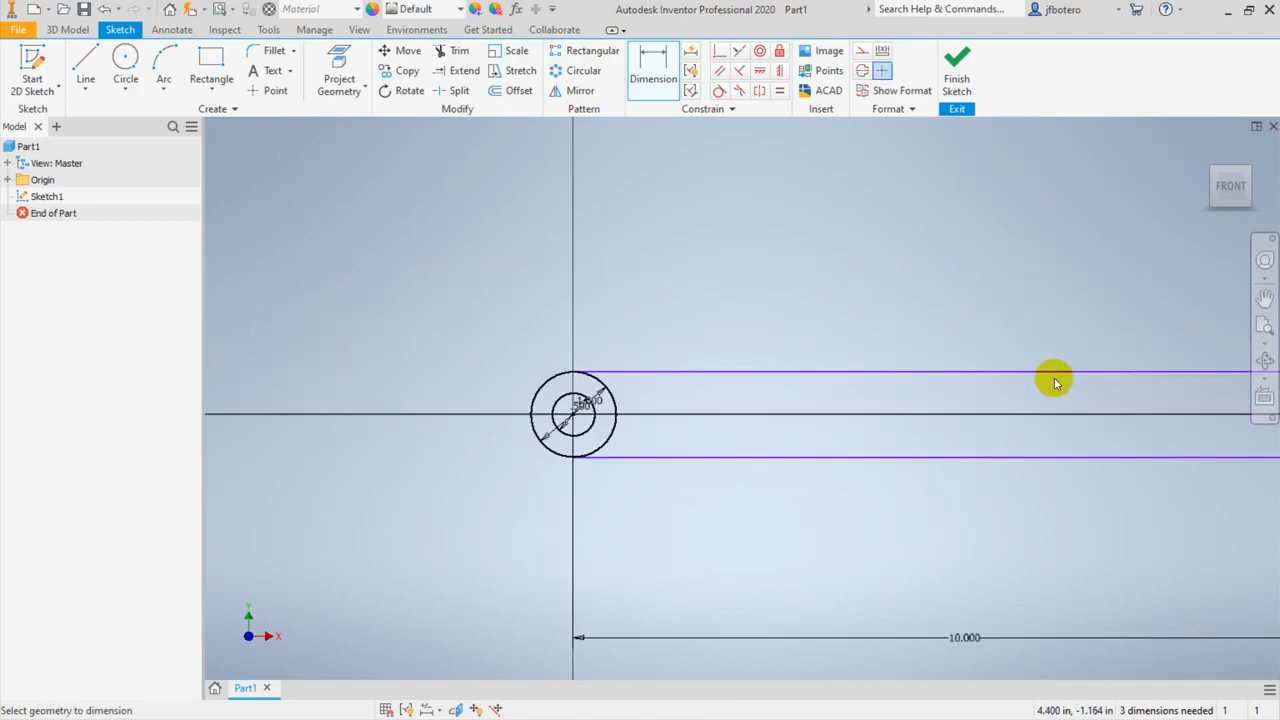 Material
Default
Autodesk Inventor Professional 2020 Part1
Search Help & Commands...
jfbotero
PRO
File 3D Model Sketch Annotate Inspect Tools Manage View Environments Get Started Collaborate
Start
2D Sketch
Line
Circle
Arc
Rectangle
Fillet
Text
Point
Project
Geometry
Move Trim Scale
Copy Extend Stretch
Rotate Split Offset
Rectangular
Circular
Mirror
Dimension
Image
Points
ACAD
Show Format
Finish
Sketch
Sketch Create Modify Pattern Constrain Insert Format Exit
Model
Part1
View: Master
Origin
Sketch1
End of Part
FRONT
.500
10.000
Y
X
Part1
Select geometry to dimension
4.400 in, -1.164 in 3 dimensions needed 1 1